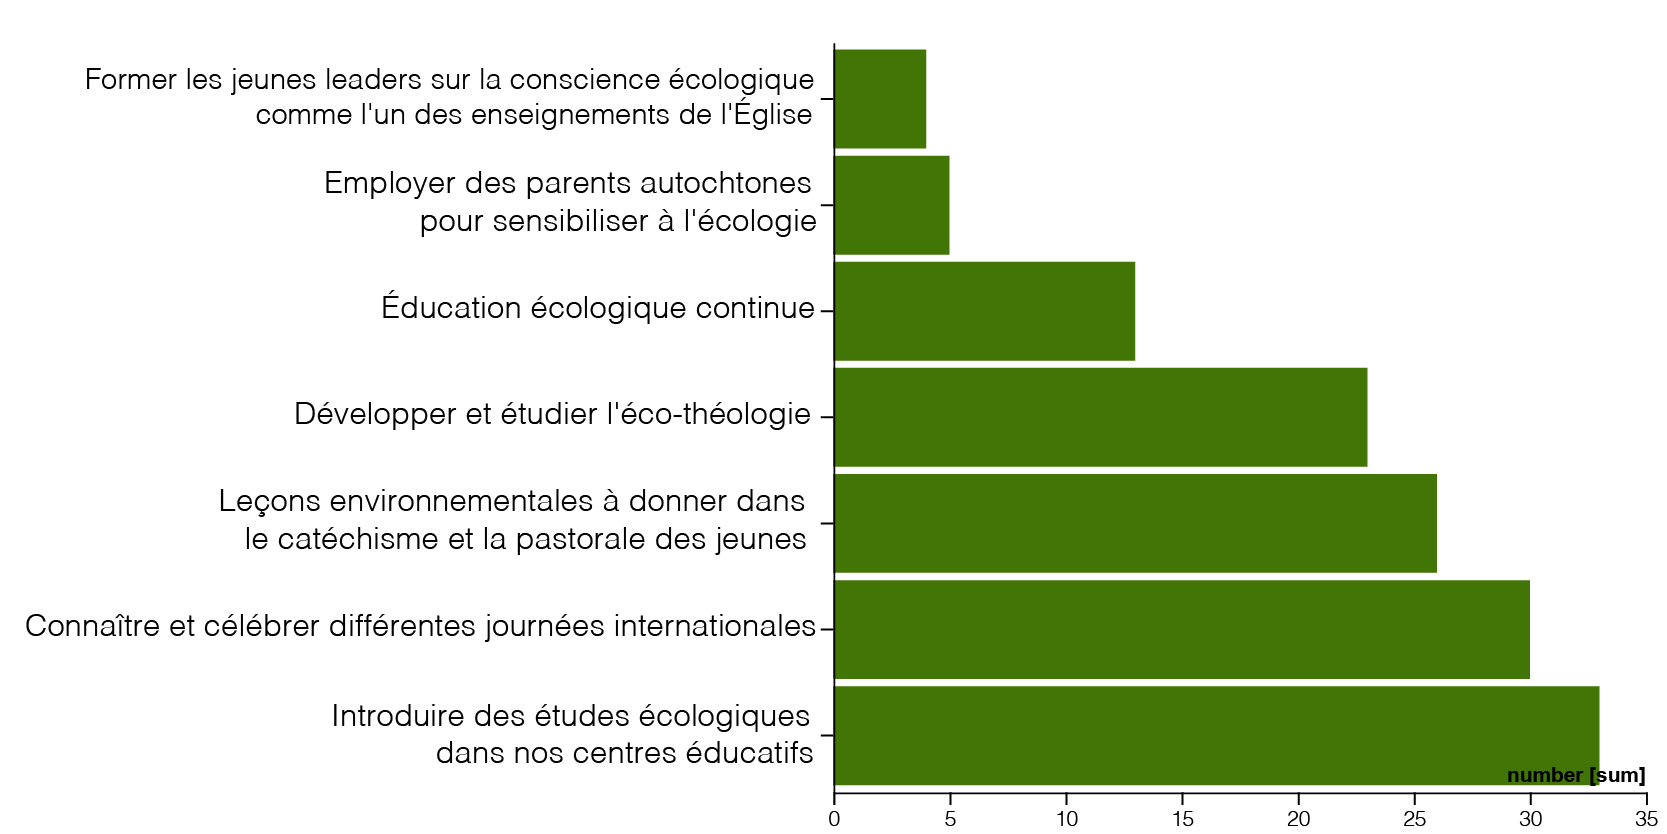 Former les jeunes leaders sur la conscience écologique
comme l'un des enseignements de l'Église
Employer des parents autochtones
pour sensibiliser à l'écologie
Éducation écologique continue
Développer et étudier l'éco-théologie
Leçons environnementales à donner dans
le catéchisme et la pastorale des jeunes
Connaître et célébrer différentes journées internationales
Introduire des études écologiques
dans nos centres éducatifs
number [sum]
0 5 10 15 20 25 30 35